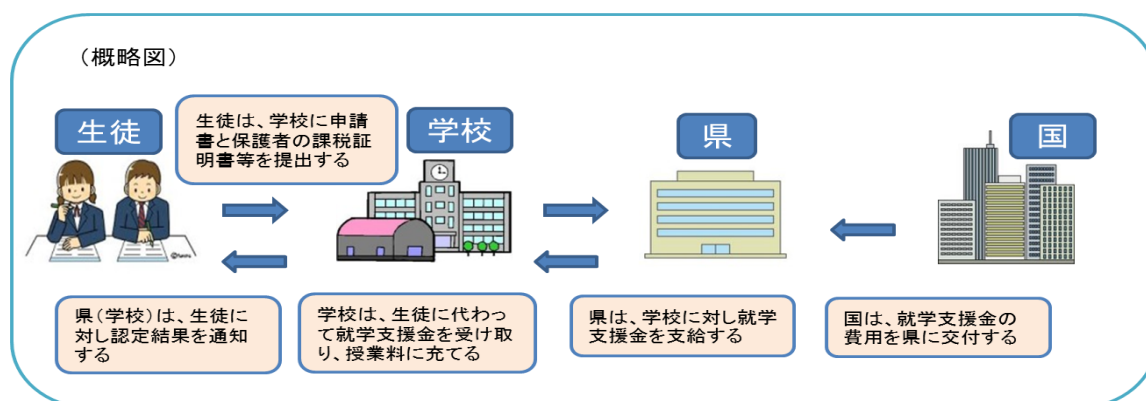 （概略図）
生徒
生徒は、学校に申請
書と保護者の課税証
明書等を提出する
学校
県
国
県（学校）は、生徒に
対し認定結果を通知
する
学校は、生徒に代わっ
て就学支援金を受け取
り、授業料に充てる
県は、学校に対し就学
支援金を支給する
国は、就学支援金の
費用を県に交付する